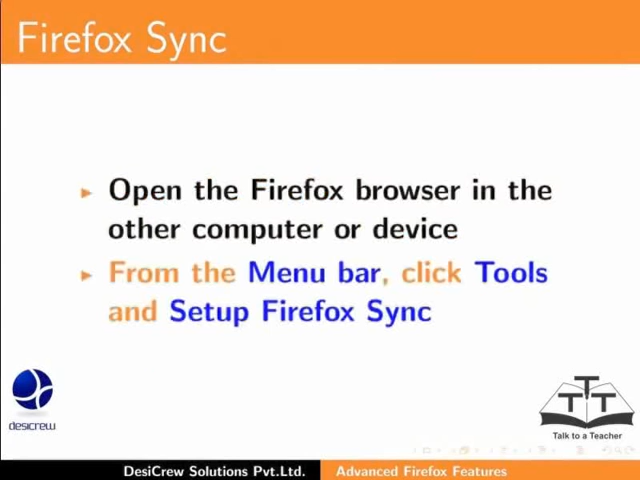 Firefox Sync
Open the Firefox browser in the
other computer or device
From the Menu bar, click Tools
and Setup Firefox Sync
desicrew
TTT
Talk to a Teacher
DesiCrew Solutions Pvt.Ltd. Advanced Firefox Features